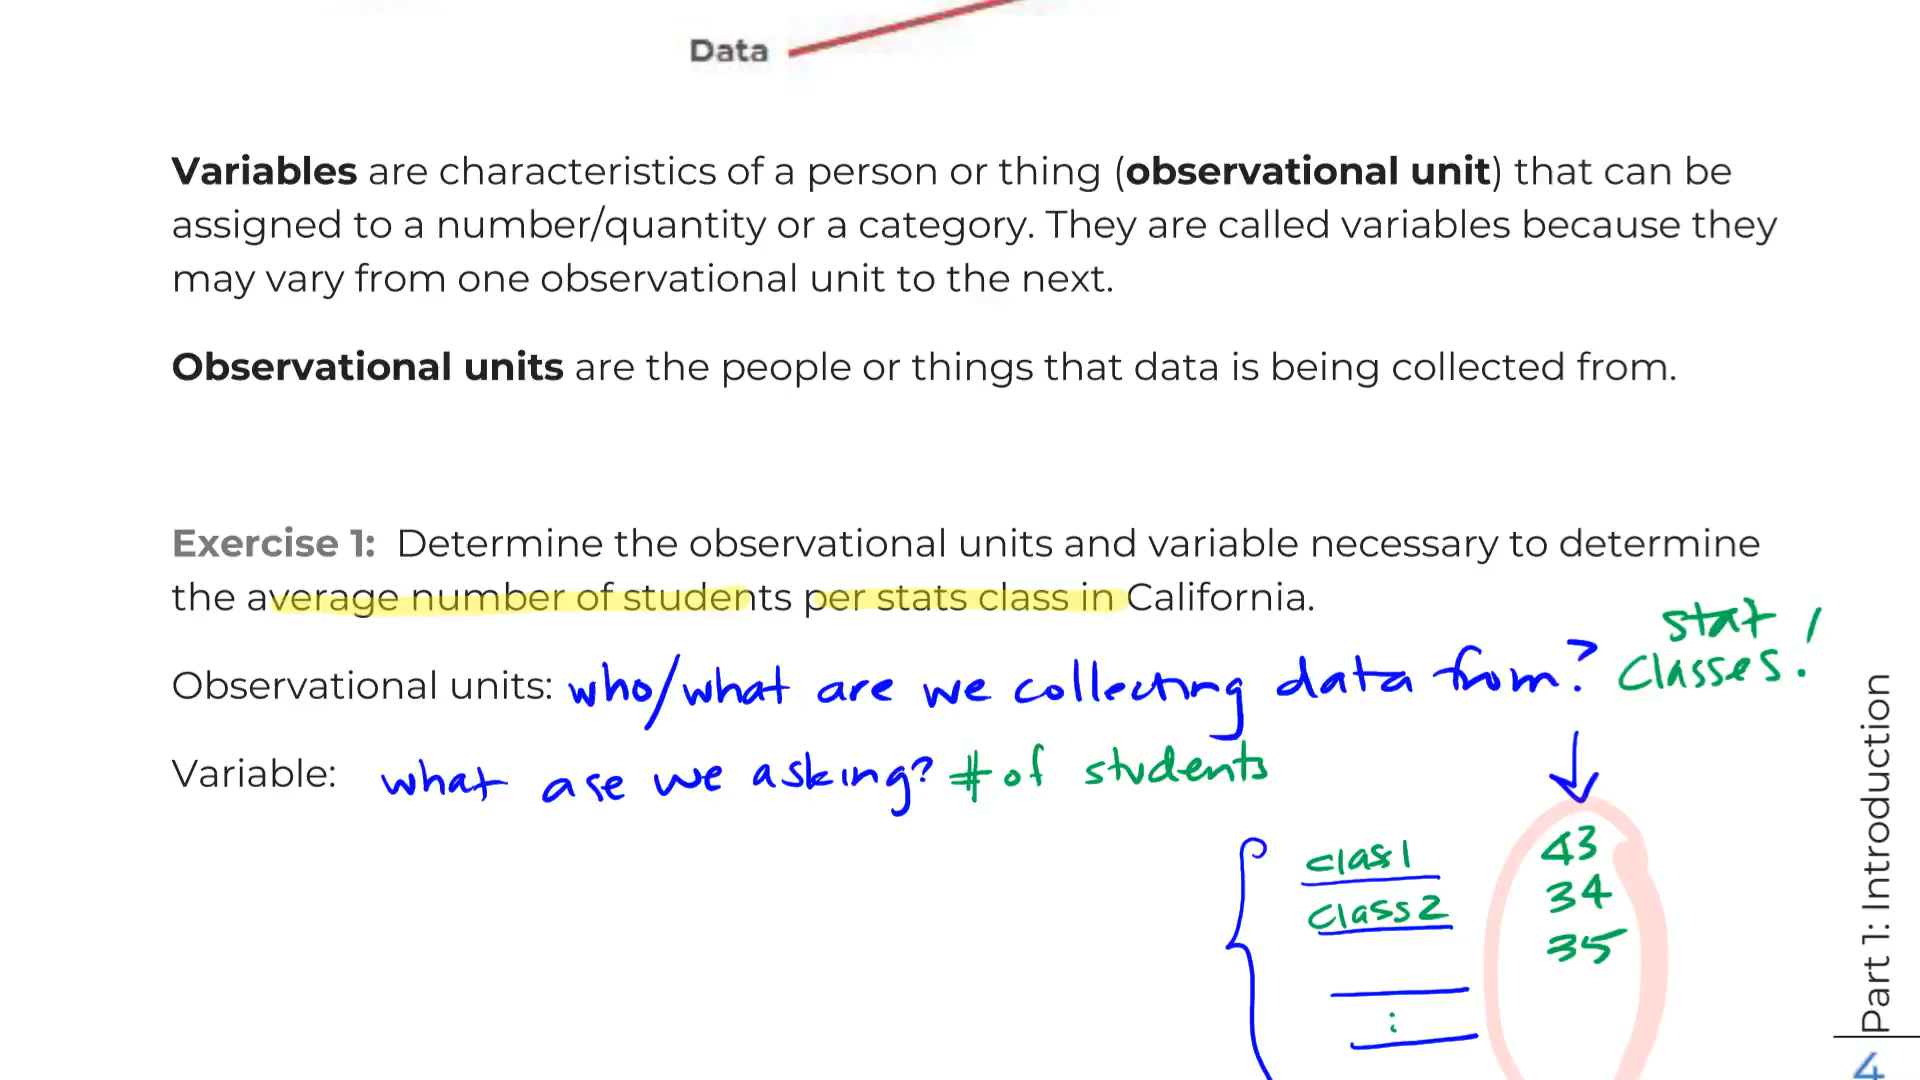 Data
Variables are characteristics of a person or thing (observational unit) that can be
assigned to a number/quantity or a category. They are called variables because they
may vary from one observational unit to the next.
Observational units are the people or things that data is being collected from.
Exercise 1: Determine the observational units and variable necessary to determine
the average number of students per stats class in California.
Observational units: who/what are we collecting data from? stat classes!
Variable: what are we asking? # of students
class 1 43
class 2 34
35
⋮
Part 1: Introduction
4